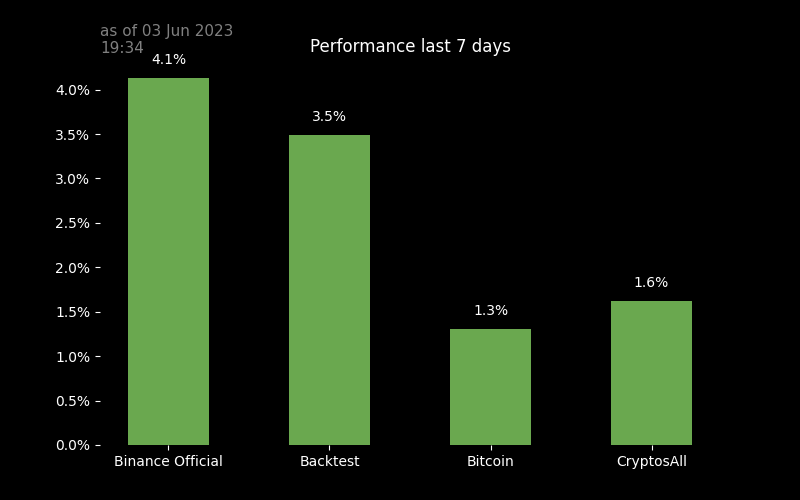 as of 03 Jun 2023
19:34
Performance last 7 days
4.1%
3.5%
1.3%
1.6%
4.0%
3.5%
3.0%
2.5%
2.0%
1.5%
1.0%
0.5%
0.0%
Binance Official
Backtest
Bitcoin
CryptosAll